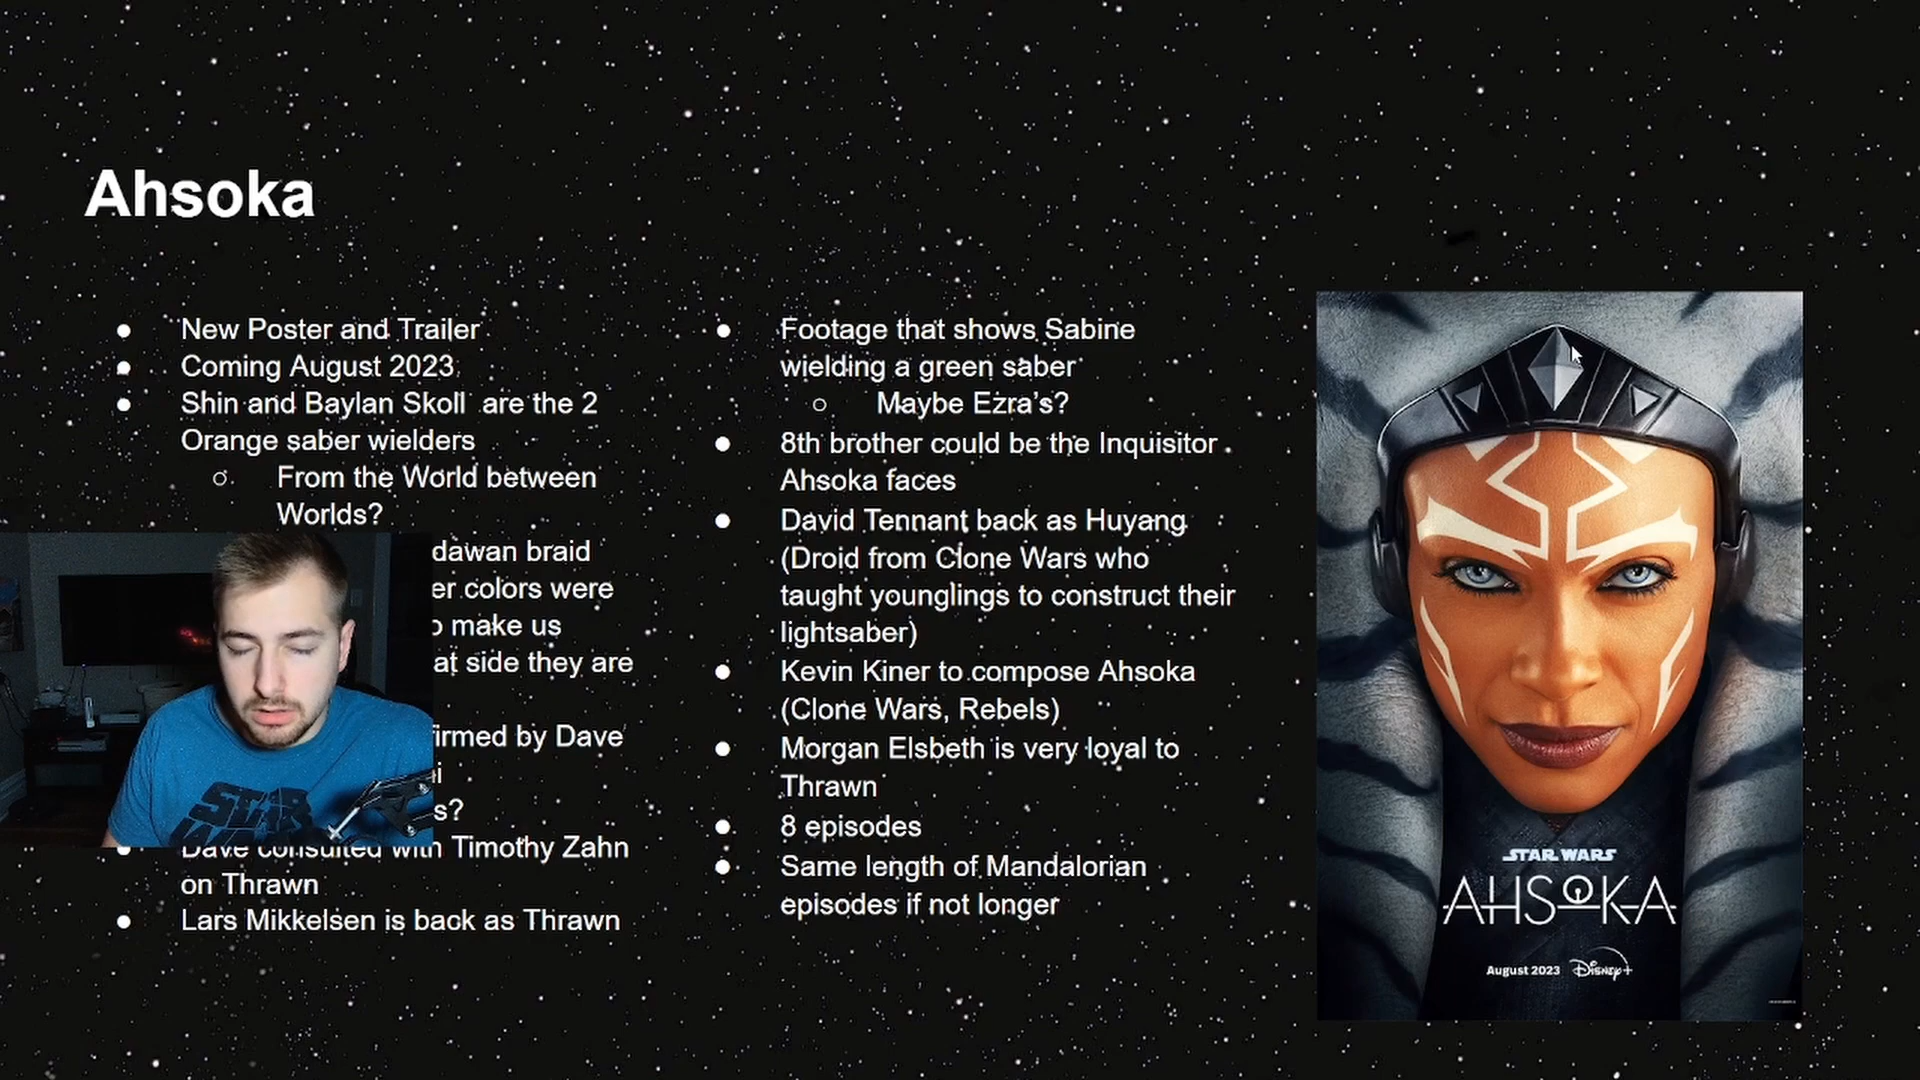 Ahsoka
● New Poster and Trailer
● Coming August 2023
● Shin and Baylan Skoll are the 2
Orange saber wielders
○ From the World between
Worlds?
braid
colors were
make us
side they are
by Dave
● Dave consulted with Timothy Zahn
on Thrawn
● Lars Mikkelsen is back as Thrawn
● Footage that shows Sabine
wielding a green saber
○ Maybe Ezra's?
● 8th brother could be the Inquisitor
Ahsoka faces
● David Tennant back as Huyang
(Droid from Clone Wars who
taught younglings to construct their
lightsaber)
● Kevin Kiner to compose Ahsoka
(Clone Wars, Rebels)
● Morgan Elsbeth is very loyal to
Thrawn
● 8 episodes
● Same length of Mandalorian
episodes if not longer
STAR WARS
AHSOKA
August 2023 Disney+
STAR